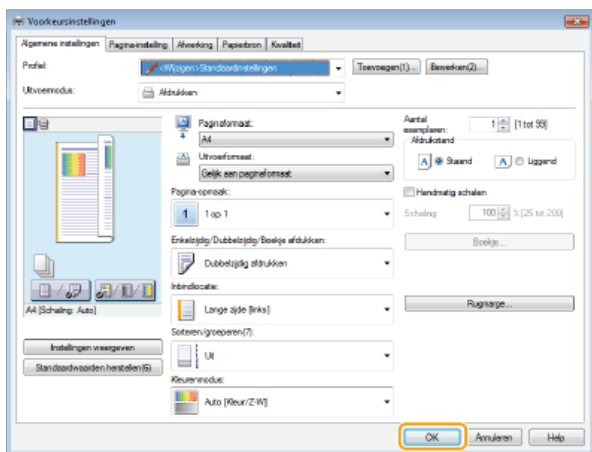 Voorkeursinstellingen
Algemene instellingen Pagina-instelling Afwerking Papierbron Kwaliteit
Profiel: <Wijzigen>Standaardinstellingen Toevoegen(1)... Bewerken(2)...
Uitvoermodus: Afdrukken
Paginaformaat:
A4
Uitvoerformaat:
Gelijk aan paginaformaat
Pagina-opmaak:
1 1 op 1
Enkelzijdig/Dubbelzijdig/Boekje afdrukken:
Dubbelzijdig afdrukken
Inbindlocatie:
Lange zijde [links]
Sorteren/groeperen(7):
Uit
Kleurenmodus:
Auto [Kleur/Z-W]
Aantal exemplaren: 1 [1 tot 99]
Afdrukstand
A Staand A Liggend
Handmatig schalen
Schaling: 100 % [25 tot 200]
Boekje...
Rugmarge...
A4 [Schaling: Auto]
Instellingen weergeven
Standaardwaarden herstellen(6)
OK Annuleren Help